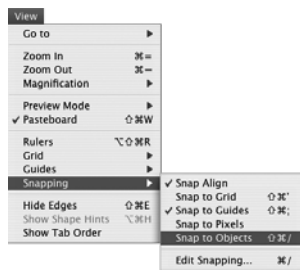 View
Go to ▶
Zoom In ⌘=
Zoom Out ⌘−
Magnification ▶
Preview Mode ▶
✓ Pasteboard ⇧⌘W
Rulers ⌥⇧⌘R
Grid ▶
Guides ▶
Snapping ▶
Hide Edges ⇧⌘E
Show Shape Hints ⌥⌘H
Show Tab Order
✓ Snap Align
Snap to Grid ⇧⌘'
✓ Snap to Guides ⇧⌘;
Snap to Pixels
Snap to Objects ⇧⌘/
Edit Snapping... ⌘/